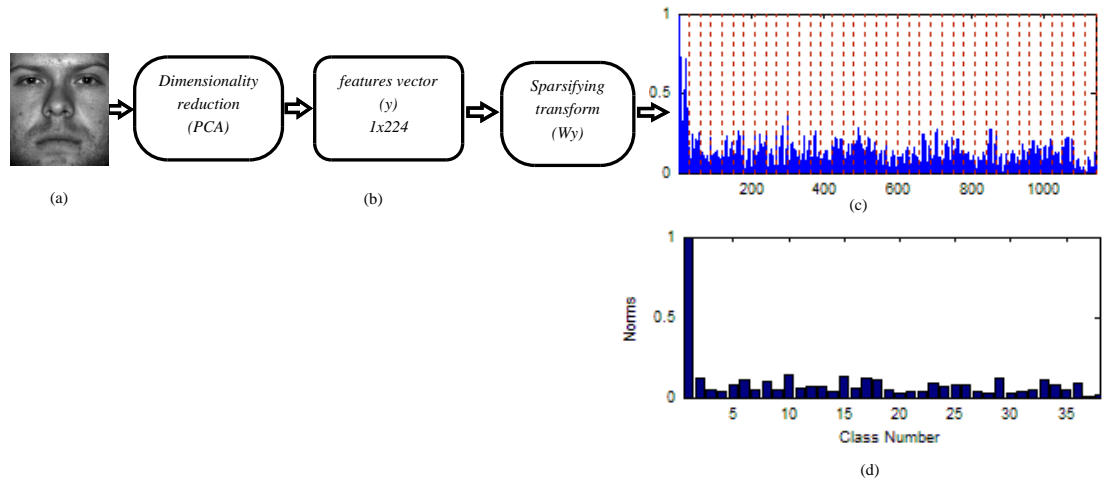 Dimensionality
reduction
(PCA)
features vector
(y)
1x224
Sparsifying
transform
(Wy)
1
0.5
0
200 400 600 800 1000
(a)
(b)
(c)
1
0.5
0
Norms
5 10 15 20 25 30 35
Class Number
(d)